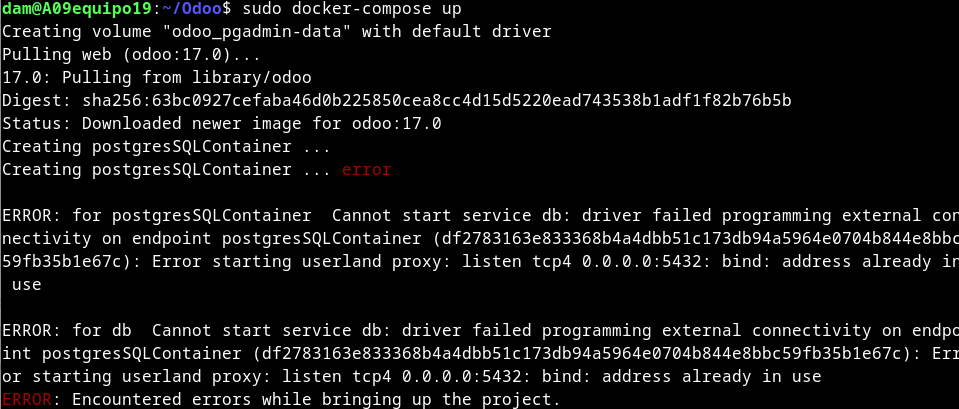 dam@A09equipo19:~/Odoo$ sudo docker-compose up
Creating volume "odoo_pgadmin-data" with default driver
Pulling web (odoo:17.0)...
17.0: Pulling from library/odoo
Digest: sha256:63bc0927cefaba46d0b225850cea8cc4d15d5220ead743538b1adf1f82b76b5b
Status: Downloaded newer image for odoo:17.0
Creating postgresSQLContainer ...
Creating postgresSQLContainer ... error
ERROR: for postgresSQLContainer  Cannot start service db: driver failed programming external con
nectivity on endpoint postgresSQLContainer (df2783163e833368b4a4dbb51c173db94a5964e0704b844e8bbc
59fb35b1e67c): Error starting userland proxy: listen tcp4 0.0.0.0:5432: bind: address already in
 use
ERROR: for db  Cannot start service db: driver failed programming external connectivity on endpo
int postgresSQLContainer (df2783163e833368b4a4dbb51c173db94a5964e0704b844e8bbc59fb35b1e67c): Err
or starting userland proxy: listen tcp4 0.0.0.0:5432: bind: address already in use
ERROR: Encountered errors while bringing up the project.